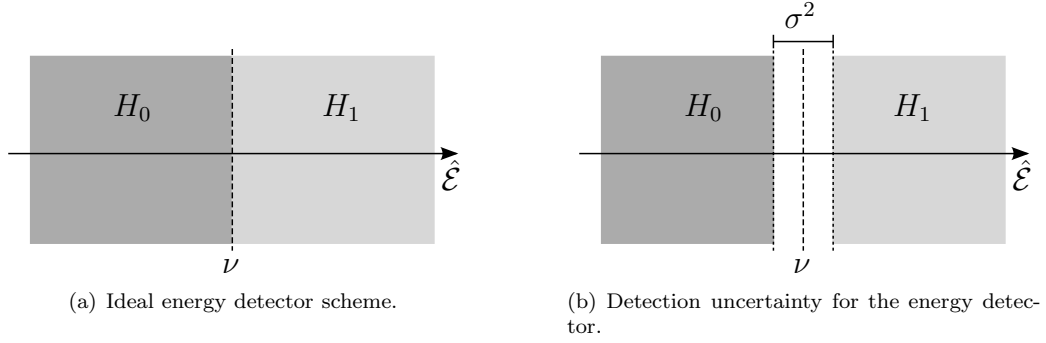 H₀ H₁
Ê
ν
(a) Ideal energy detector scheme.
σ²
H₀ H₁
Ê
ν
(b) Detection uncertainty for the energy detec-
tor.